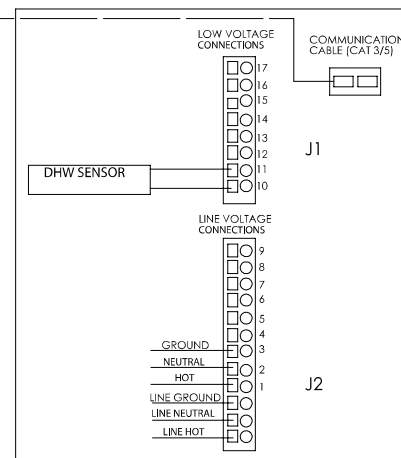 LOW VOLTAGE
CONNECTIONS
COMMUNICATION
CABLE (CAT 3/5)
17
16
15
14
13
12
11
10
J1
DHW SENSOR
LINE VOLTAGE
CONNECTIONS
9
8
7
6
5
4
3
2
1
J2
GROUND
NEUTRAL
HOT
LINE GROUND
LINE NEUTRAL
LINE HOT